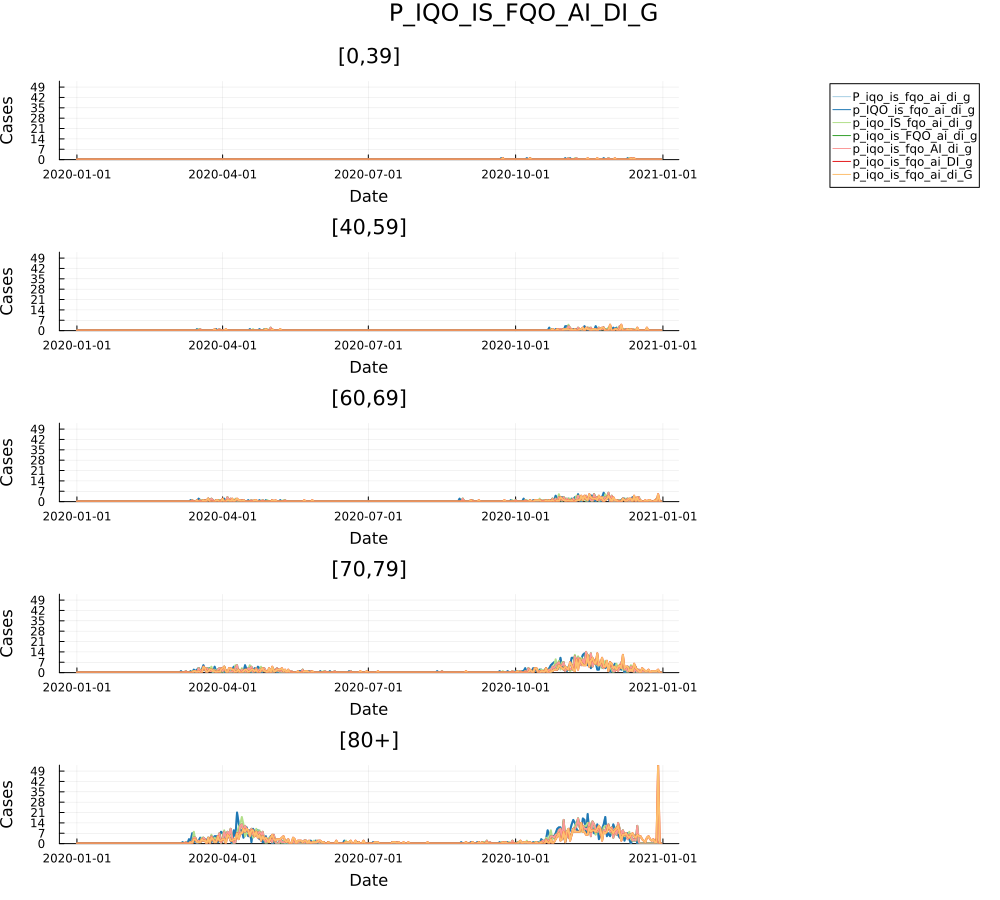 P_IQO_IS_FQO_AI_DI_G
[0,39]
49
42
35
28
21
14
7
0
Cases
2020-01-01 2020-04-01 2020-07-01 2020-10-01 2021-01-01
Date
P_iqo_is_fqo_ai_di_g
p_IQO_is_fqo_ai_di_g
p_iqo_IS_fqo_ai_di_g
p_iqo_is_FQO_ai_di_g
p_iqo_is_fqo_AI_di_g
p_iqo_is_fqo_ai_DI_g
p_iqo_is_fqo_ai_di_G
[40,59]
49
42
35
28
21
14
7
0
Cases
2020-01-01 2020-04-01 2020-07-01 2020-10-01 2021-01-01
Date
[60,69]
49
42
35
28
21
14
7
0
Cases
2020-01-01 2020-04-01 2020-07-01 2020-10-01 2021-01-01
Date
[70,79]
49
42
35
28
21
14
7
0
Cases
2020-01-01 2020-04-01 2020-07-01 2020-10-01 2021-01-01
Date
[80+]
49
42
35
28
21
14
7
0
Cases
2020-01-01 2020-04-01 2020-07-01 2020-10-01 2021-01-01
Date